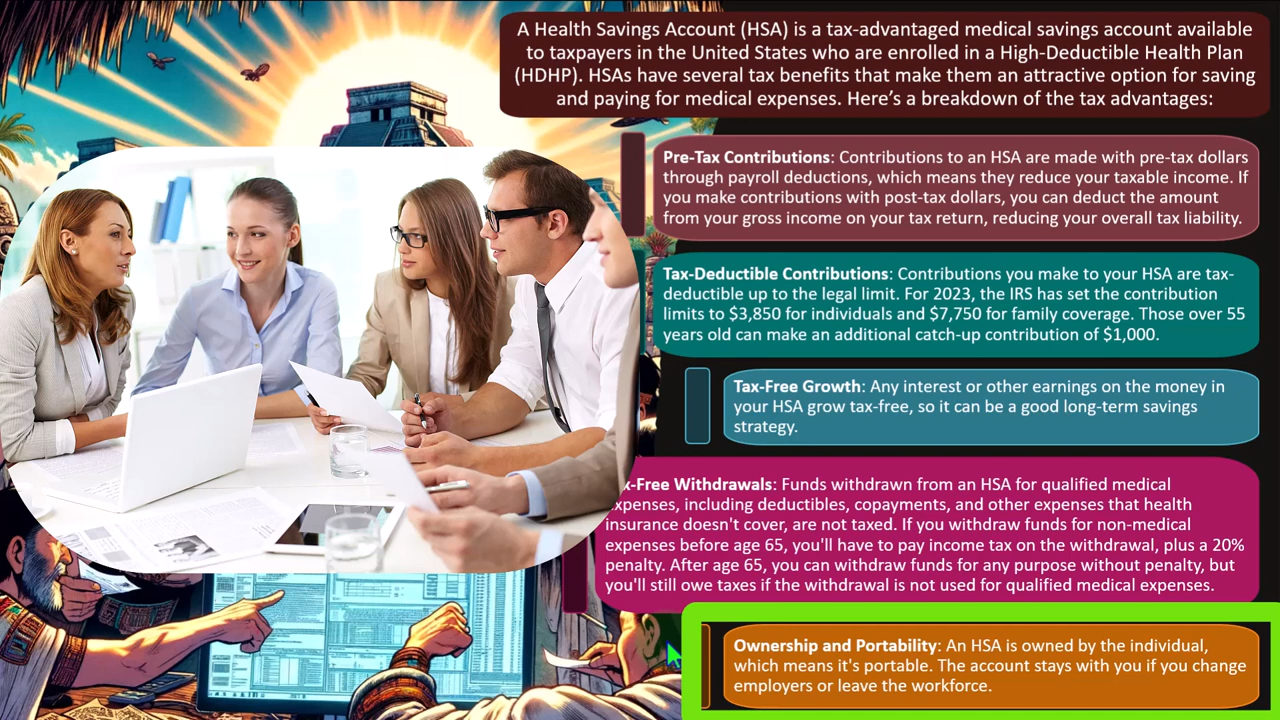 A Health Savings Account (HSA) is a tax-advantaged medical savings account available
to taxpayers in the United States who are enrolled in a High-Deductible Health Plan
(HDHP). HSAs have several tax benefits that make them an attractive option for saving
and paying for medical expenses. Here’s a breakdown of the tax advantages:
Pre-Tax Contributions: Contributions to an HSA are made with pre-tax dollars
through payroll deductions, which means they reduce your taxable income. If
you make contributions with post-tax dollars, you can deduct the amount
from your gross income on your tax return, reducing your overall tax liability.
Tax-Deductible Contributions: Contributions you make to your HSA are tax-
deductible up to the legal limit. For 2023, the IRS has set the contribution
limits to $3,850 for individuals and $7,750 for family coverage. Those over 55
years old can make an additional catch-up contribution of $1,000.
Tax-Free Growth: Any interest or other earnings on the money in
your HSA grow tax-free, so it can be a good long-term savings
strategy.
x-Free Withdrawals: Funds withdrawn from an HSA for qualified medical
expenses, including deductibles, copayments, and other expenses that health
insurance doesn't cover, are not taxed. If you withdraw funds for non-medical
expenses before age 65, you'll have to pay income tax on the withdrawal, plus a 20%
penalty. After age 65, you can withdraw funds for any purpose without penalty, but
you'll still owe taxes if the withdrawal is not used for qualified medical expenses.
Ownership and Portability: An HSA is owned by the individual,
which means it's portable. The account stays with you if you change
employers or leave the workforce.